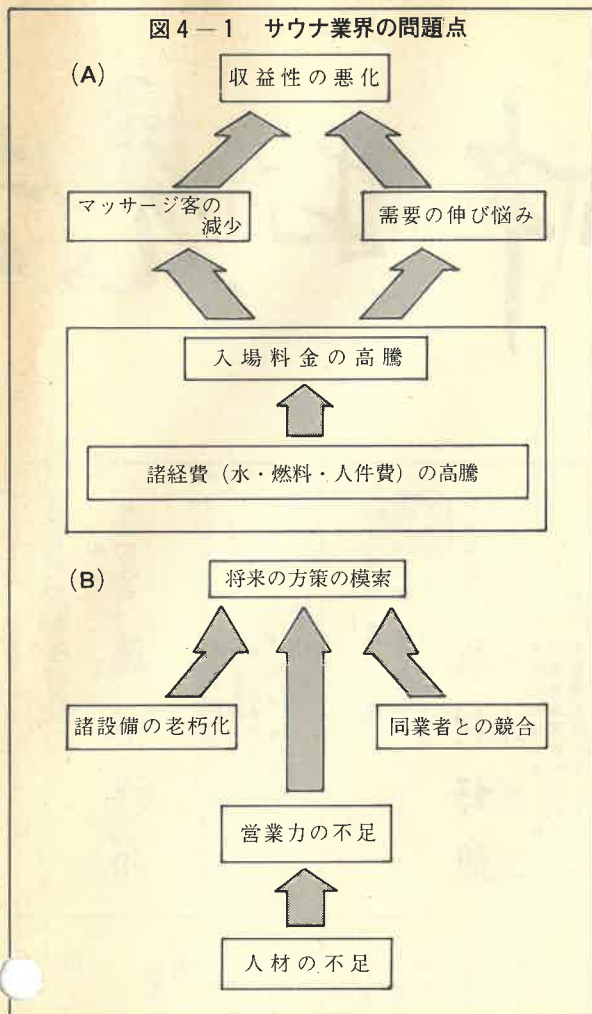 図4−1 サウナ業界の問題点
(A)
収益性の悪化
マッサージ客の
減少
需要の伸び悩み
入場料金の高騰
諸経費(水・燃料・人件費)の高騰
(B)
将来の方策の模索
諸設備の老朽化
同業者との競合
営業力の不足
人材の不足